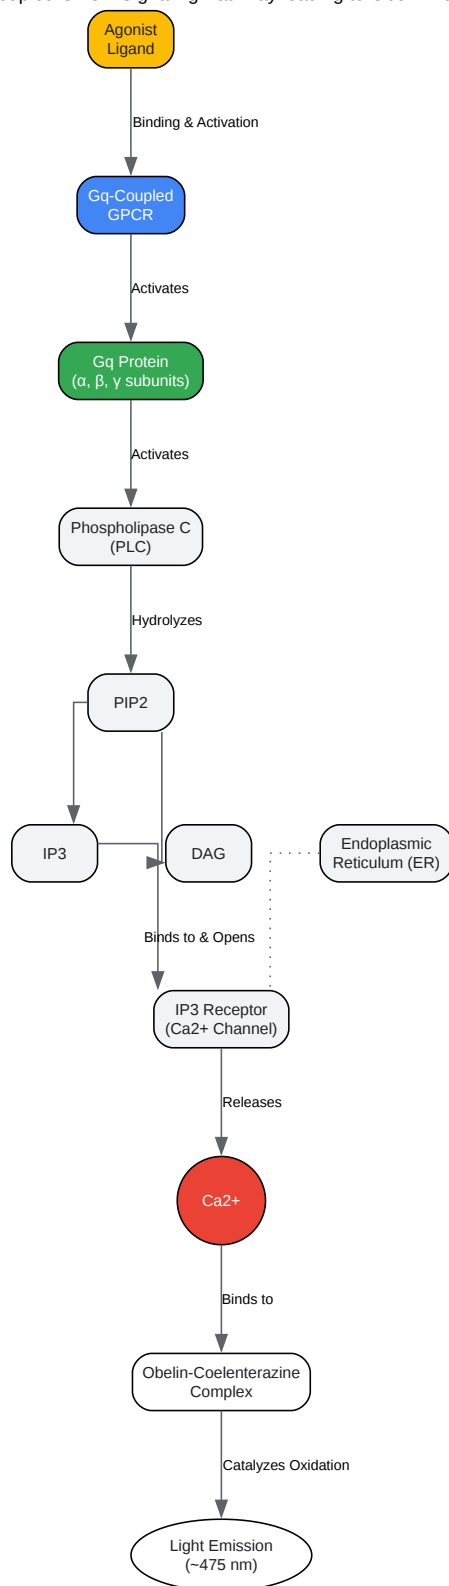 Agonist
Ligand
Binding & Activation
Gq-Coupled
GPCR
Activates
Gq Protein
(α, β, γ subunits)
Activates
Phospholipase C
(PLC)
Hydrolyzes
PIP2
IP3
DAG
Endoplasmic
Reticulum (ER)
Binds to & Opens
IP3 Receptor
(Ca2+ Channel)
Releases
Ca2+
Binds to
Obelin-Coelenterazine
Complex
Catalyzes Oxidation
Light Emission
(~475 nm)